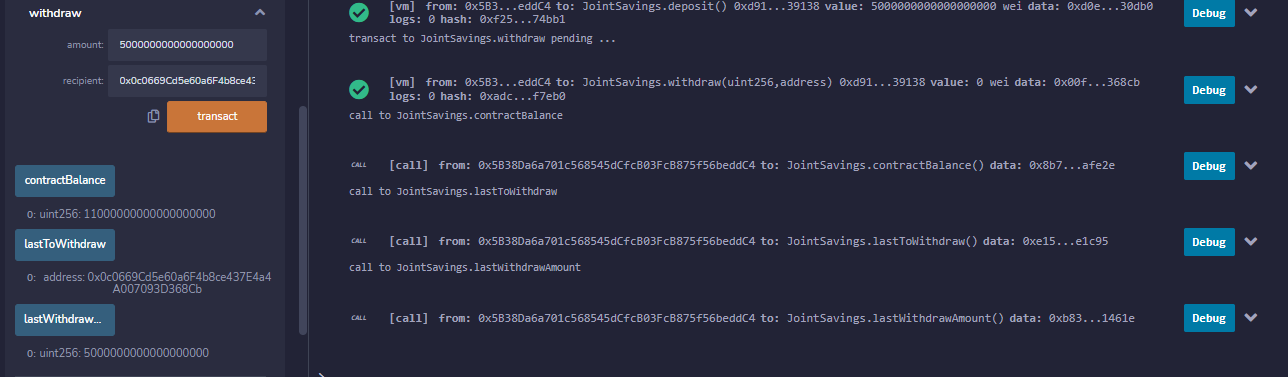 withdraw
amount:
5000000000000000000
recipient:
0x0c0669Cd5e60a6F4b8ce43
transact
contractBalance
0: uint256: 11000000000000000000
lastToWithdraw
0: address: 0x0c0669Cd5e60a6F4b8ce437E4a4
A007093D368Cb
lastWithdraw...
0: uint256: 5000000000000000000
[vm] from: 0x5B3...eddC4 to: JointSavings.deposit() 0xd91...39138 value: 5000000000000000000 wei data: 0xd0e...30db0
logs: 0 hash: 0xf25...74bb1
Debug
transact to JointSavings.withdraw pending ...
[vm] from: 0x5B3...eddC4 to: JointSavings.withdraw(uint256,address) 0xd91...39138 value: 0 wei data: 0x00f...368cb
logs: 0 hash: 0xadc...f7eb0
Debug
call to JointSavings.contractBalance
CALL [call] from: 0x5B38Da6a701c568545dCfcB03FcB875f56beddC4 to: JointSavings.contractBalance() data: 0x8b7...afe2e
Debug
call to JointSavings.lastToWithdraw
CALL [call] from: 0x5B38Da6a701c568545dCfcB03FcB875f56beddC4 to: JointSavings.lastToWithdraw() data: 0xe15...e1c95
Debug
call to JointSavings.lastWithdrawAmount
CALL [call] from: 0x5B38Da6a701c568545dCfcB03FcB875f56beddC4 to: JointSavings.lastWithdrawAmount() data: 0xb83...1461e
Debug